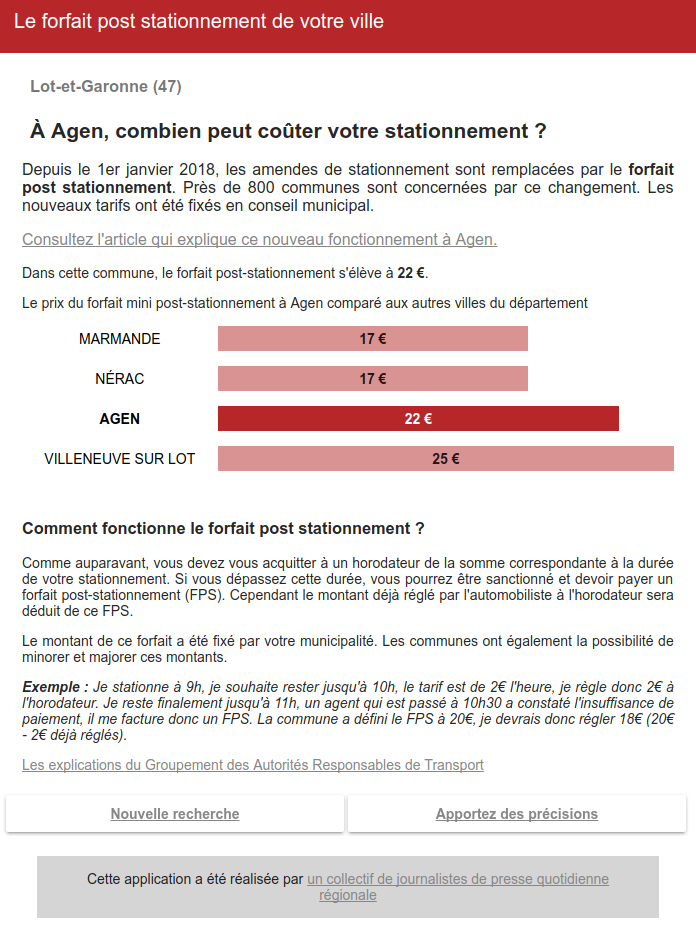 Le forfait post stationnement de votre ville
Lot-et-Garonne (47)
À Agen, combien peut coûter votre stationnement ?
Depuis le 1er janvier 2018, les amendes de stationnement sont remplacées par le forfait
post stationnement. Près de 800 communes sont concernées par ce changement. Les
nouveaux tarifs ont été fixés en conseil municipal.
Consultez l'article qui explique ce nouveau fonctionnement à Agen.
Dans cette commune, le forfait post-stationnement s'élève à 22 €.
Le prix du forfait mini post-stationnement à Agen comparé aux autres villes du département
MARMANDE 17 €
NÉRAC 17 €
AGEN 22 €
VILLENEUVE SUR LOT 25 €
Comment fonctionne le forfait post stationnement ?
Comme auparavant, vous devez vous acquitter à un horodateur de la somme correspondante à la durée
de votre stationnement. Si vous dépassez cette durée, vous pourrez être sanctionné et devoir payer un
forfait post-stationnement (FPS). Cependant le montant déjà réglé par l'automobiliste à l'horodateur sera
déduit de ce FPS.
Le montant de ce forfait a été fixé par votre municipalité. Les communes ont également la possibilité de
minorer et majorer ces montants.
Exemple : Je stationne à 9h, je souhaite rester jusqu'à 10h, le tarif est de 2€ l'heure, je règle donc 2€ à
l'horodateur. Je reste finalement jusqu'à 11h, un agent qui est passé à 10h30 a constaté l'insuffisance de
paiement, il me facture donc un FPS. La commune a défini le FPS à 20€, je devrais donc régler 18€ (20€
- 2€ déjà réglés).
Les explications du Groupement des Autorités Responsables de Transport
Nouvelle recherche
Apportez des précisions
Cette application a été réalisée par un collectif de journalistes de presse quotidienne
régionale